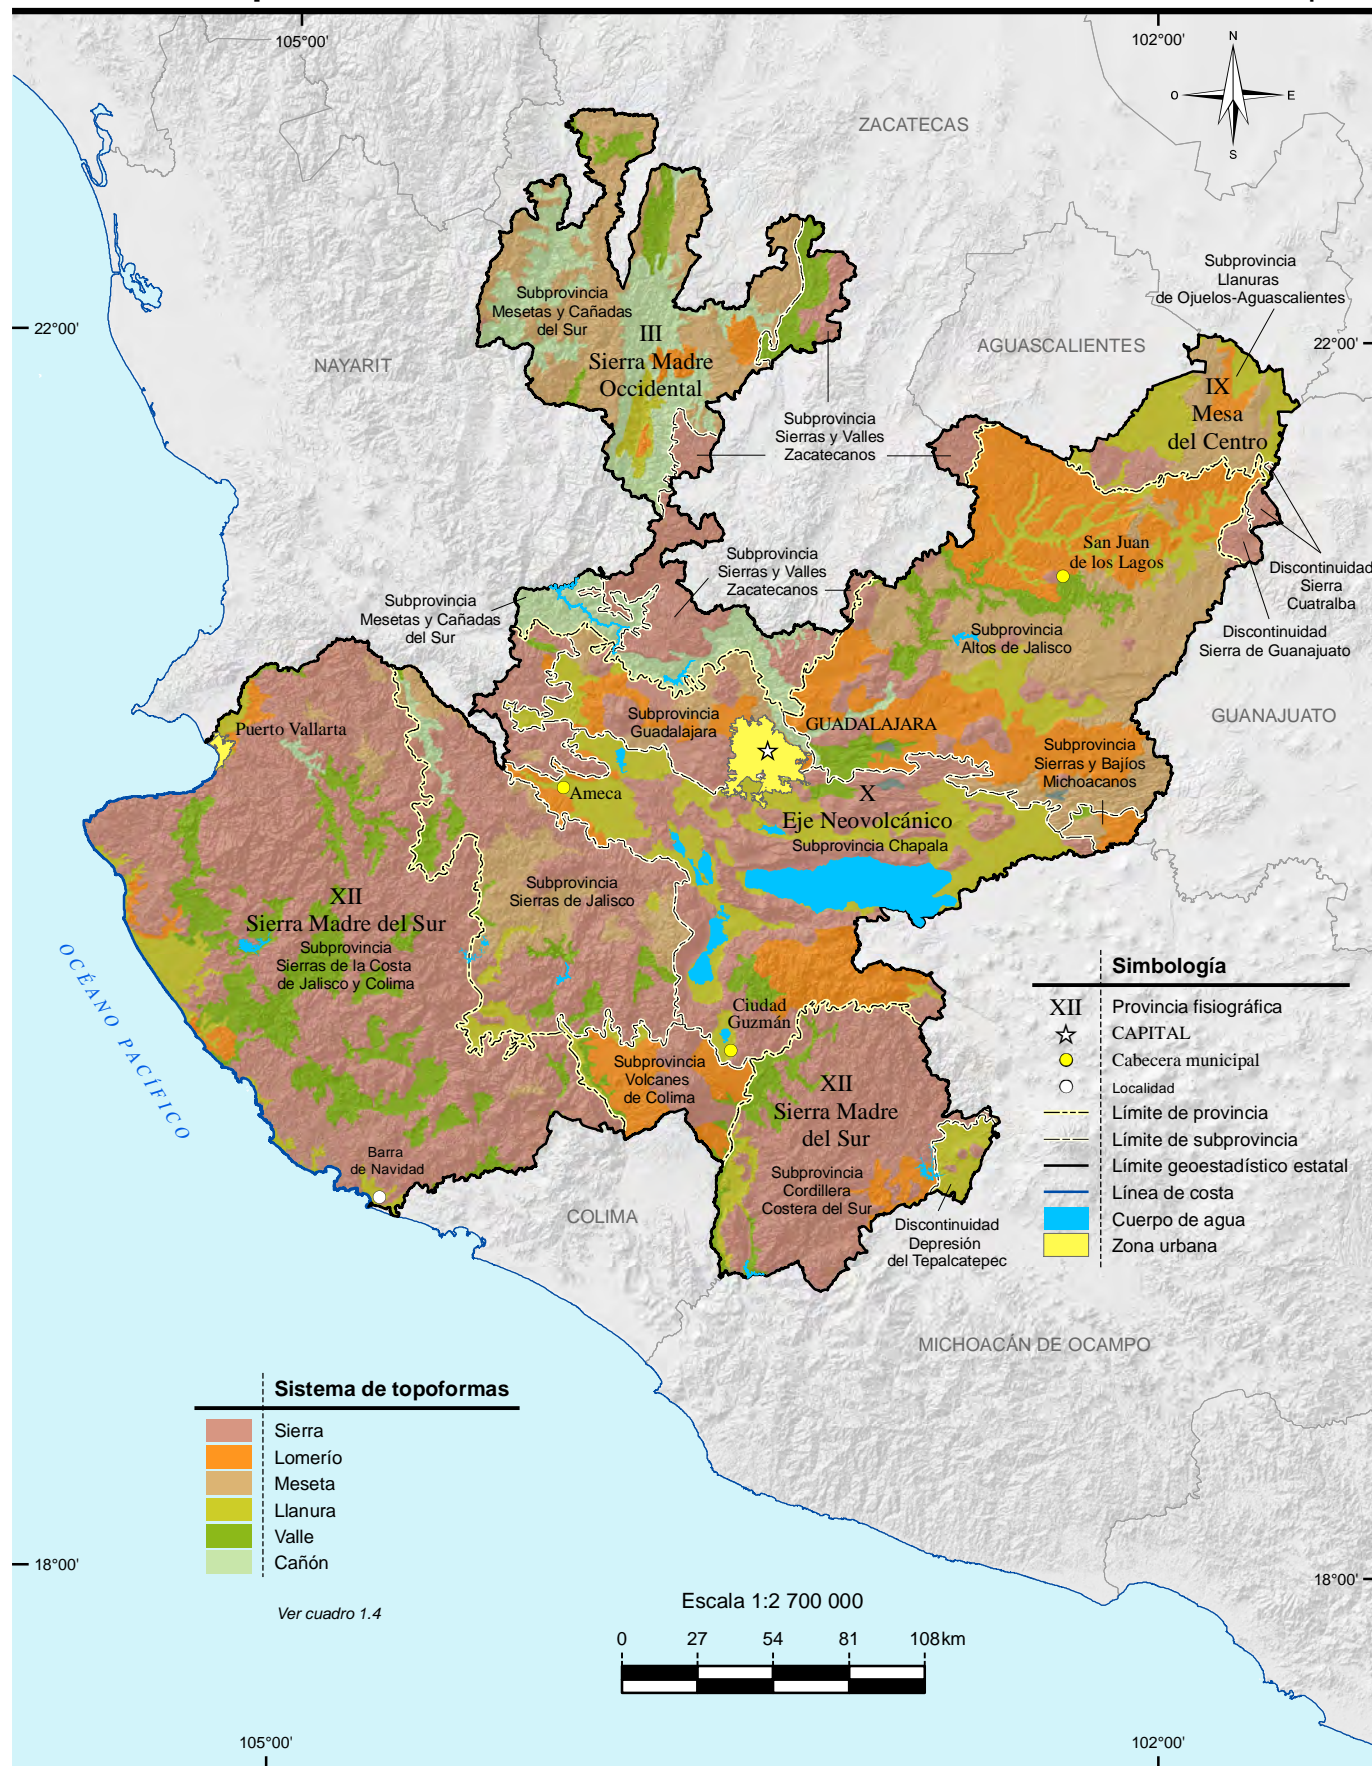 105°00'
102°00'
N
O
E
S
ZACATECAS
Subprovincia
Llanuras
de Ojuelos-Aguascalientes
Subprovincia
Mesetas y Cañadas
del Sur
22°00'
22°00'
III
Sierra Madre
Occidental
AGUASCALIENTES
NAYARIT
IX
Mesa
del Centro
Subprovincia
Sierras y Valles
Zacatecanos
San Juan
de los Lagos
Subprovincia
Sierras y Valles
Zacatecanos
Discontinuidad
Sierra
Cuatralba
Subprovincia
Mesetas y Cañadas
del Sur
Subprovincia
Altos de Jalisco
Discontinuidad
Sierra de Guanajuato
Subprovincia
Guadalajara
GUADALAJARA
GUANAJUATO
Puerto Vallarta
Subprovincia
Sierras y Bajíos
Michoacanos
Ameca
X
Eje Neovolcánico
Subprovincia Chapala
XII
Sierra Madre del Sur
Subprovincia
Sierras de la Costa
de Jalisco y Colima
Subprovincia
Sierras de Jalisco
OCÉANO PACÍFICO
Ciudad
Guzmán
Subprovincia
Volcanes
de Colima
XII
Sierra Madre
del Sur
Subprovincia
Cordillera
Costera del Sur
Barra
de Navidad
COLIMA
Discontinuidad
Depresión
del Tepalcatepec
MICHOACÁN DE OCAMPO
Simbología
XII Provincia fisiográfica
CAPITAL
Cabecera municipal
Localidad
Límite de provincia
Límite de subprovincia
Límite geoestadístico estatal
Línea de costa
Cuerpo de agua
Zona urbana
Sistema de topoformas
Sierra
Lomerío
Meseta
Llanura
Valle
Cañón
Ver cuadro 1.4
18°00'
18°00'
Escala 1:2 700 000
0 27 54 81 108km
105°00'
102°00'